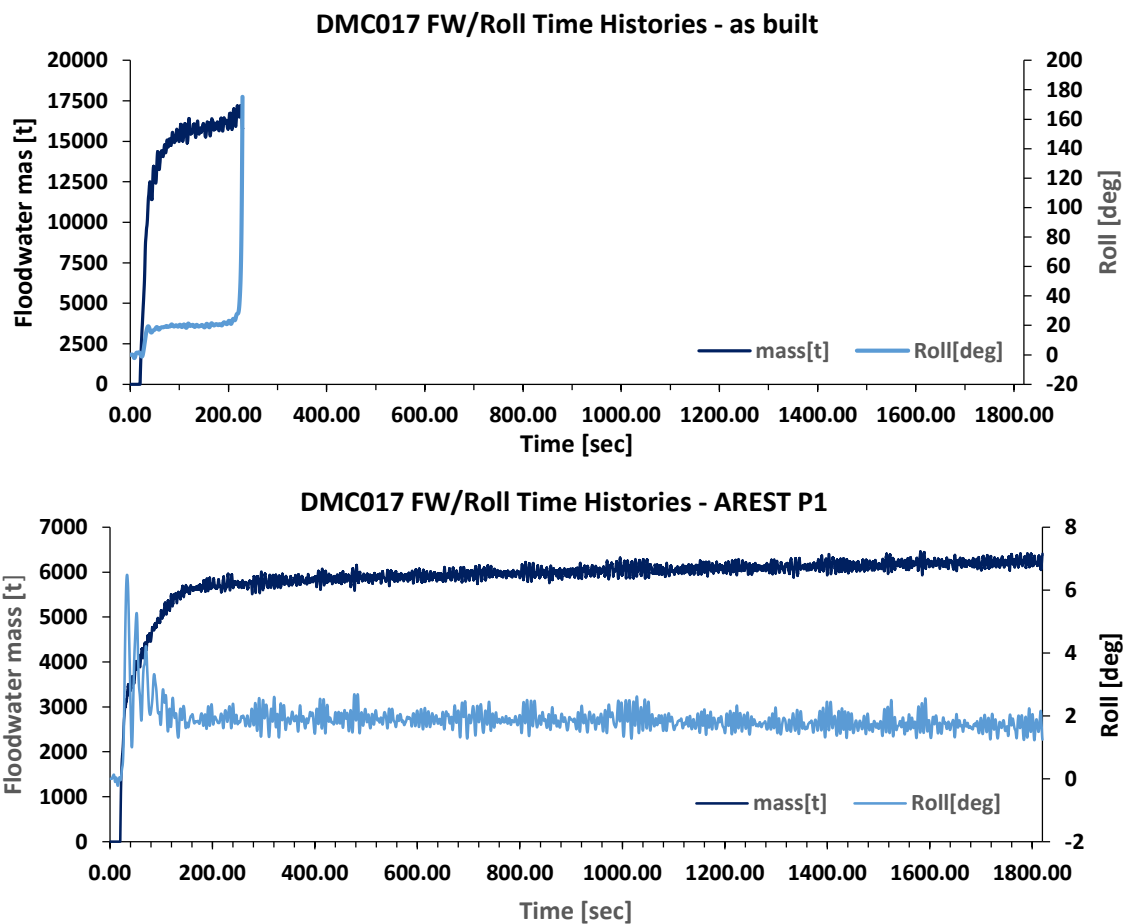 DMC017 FW/Roll Time Histories - as built
20000
17500
15000
12500
10000
7500
5000
2500
0
Floodwater mas [t]
200
180
160
140
120
100
80
60
40
20
0
-20
Roll [deg]
mass[t] Roll[deg]
0.00 200.00 400.00 600.00 800.00 1000.00 1200.00 1400.00 1600.00 1800.00
Time [sec]
DMC017 FW/Roll Time Histories - AREST P1
7000
6000
5000
4000
3000
2000
1000
0
Floodwater mass [t]
8
6
4
2
0
-2
Roll [deg]
mass[t] Roll[deg]
0.00 200.00 400.00 600.00 800.00 1000.00 1200.00 1400.00 1600.00 1800.00
Time [sec]